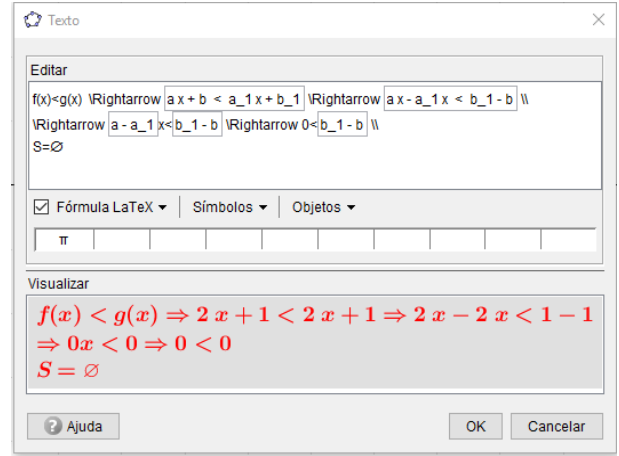 Texto
Editar
f(x)<g(x) \Rightarrow a x + b < a_1 x + b_1 \Rightarrow a x - a_1 x < b_1 - b \\
\Rightarrow a - a_1 x<b_1 - b \Rightarrow 0<b_1 - b \\
S=∅
Fórmula LaTeX Símbolos Objetos
π
Visualizar
f(x) < g(x) ⇒ 2 x + 1 < 2 x + 1 ⇒ 2 x − 2 x < 1 − 1
⇒ 0x < 0 ⇒ 0 < 0
S = ∅
Ajuda OK Cancelar